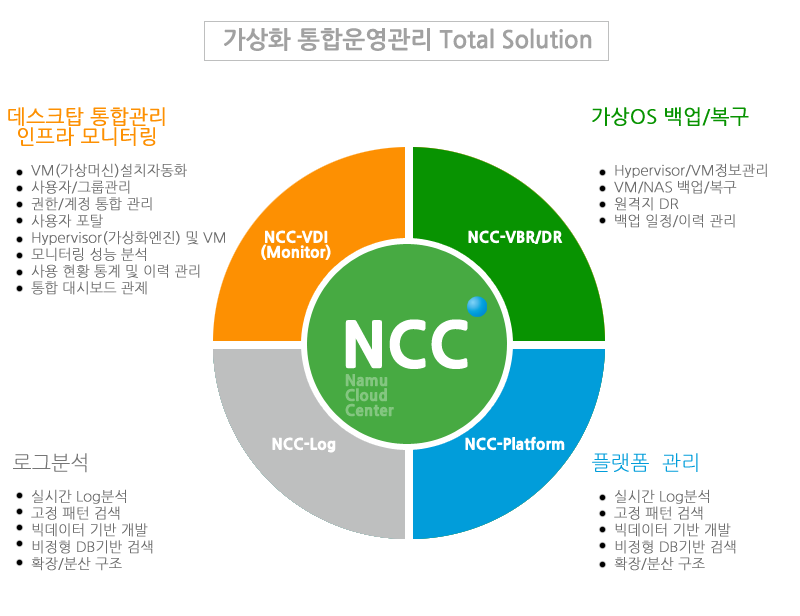 가상화 통합운영관리 Total Solution
데스크탑 통합관리
인프라 모니터링
VM(가상머신)설치자동화
사용자/그룹관리
권한/계정 통합 관리
사용자 포탈
Hypervisor(가상화엔진) 및 VM
모니터링 성능 분석
사용 현황 통계 및 이력 관리
통합 대시보드 관제
가상OS 백업/복구
Hypervisor/VM정보관리
VM/NAS 백업/복구
원격지 DR
백업 일정/이력 관리
NCC-VDI
(Monitor)
NCC-VBR/DR
NCC
Namu
Cloud
Center
NCC-Log
NCC-Platform
로그분석
실시간 Log분석
고정 패턴 검색
빅데이터 기반 개발
비정형 DB기반 검색
확장/분산 구조
플랫폼 관리
실시간 Log분석
고정 패턴 검색
빅데이터 기반 개발
비정형 DB기반 검색
확장/분산 구조